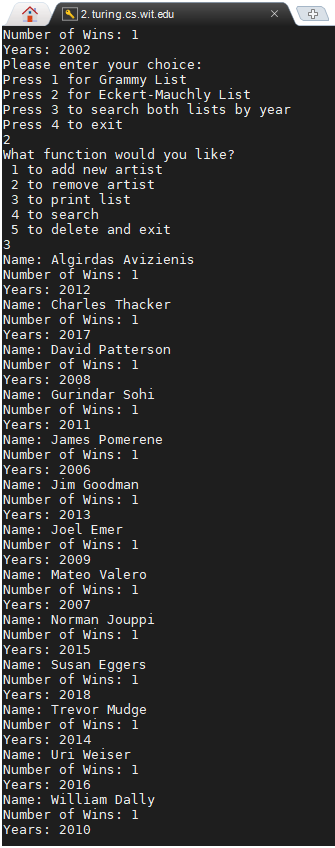 2. turing.cs.wit.edu
Number of Wins: 1
Years: 2002
Please enter your choice:
Press 1 for Grammy List
Press 2 for Eckert-Mauchly List
Press 3 to search both lists by year
Press 4 to exit
2
What function would you like?
1 to add new artist
2 to remove artist
3 to print list
4 to search
5 to delete and exit
3
Name: Algirdas Avizienis
Number of Wins: 1
Years: 2012
Name: Charles Thacker
Number of Wins: 1
Years: 2017
Name: David Patterson
Number of Wins: 1
Years: 2008
Name: Gurindar Sohi
Number of Wins: 1
Years: 2011
Name: James Pomerene
Number of Wins: 1
Years: 2006
Name: Jim Goodman
Number of Wins: 1
Years: 2013
Name: Joel Emer
Number of Wins: 1
Years: 2009
Name: Mateo Valero
Number of Wins: 1
Years: 2007
Name: Norman Jouppi
Number of Wins: 1
Years: 2015
Name: Susan Eggers
Number of Wins: 1
Years: 2018
Name: Trevor Mudge
Number of Wins: 1
Years: 2014
Name: Uri Weiser
Number of Wins: 1
Years: 2016
Name: William Dally
Number of Wins: 1
Years: 2010